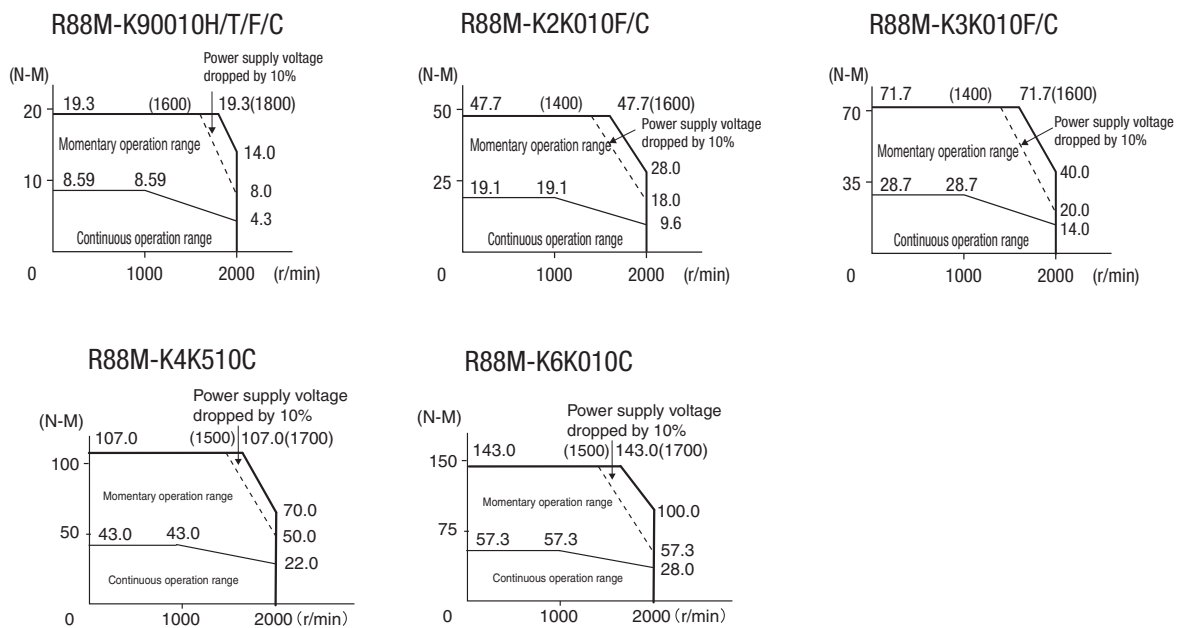 R88M-K90010H/T/F/C
Power supply voltage
dropped by 10%
(N-M)
20
19.3
(1600)
19.3(1800)
Momentary operation range
14.0
10
8.59
8.59
8.0
4.3
Continuous operation range
0
1000
2000
(r/min)
R88M-K2K010F/C
(N-M)
50
47.7
(1400)
47.7(1600)
Power supply voltage
dropped by 10%
Momentary operation range
28.0
25
19.1
19.1
18.0
9.6
Continuous operation range
0
1000
2000
(r/min)
R88M-K3K010F/C
(N-M)
70
71.7
(1400)
71.7(1600)
Power supply voltage
dropped by 10%
Momentary operation range
40.0
35
28.7
28.7
20.0
14.0
Continuous operation range
0
1000
2000
(r/min)
R88M-K4K510C
Power supply voltage
dropped by 10%
(N-M)
107.0
(1500)
107.0(1700)
100
Momentary operation range
70.0
50
43.0
43.0
50.0
22.0
Continuous operation range
0
1000
2000
(r/min)
R88M-K6K010C
Power supply voltage
dropped by 10%
(N-M)
150
143.0
(1500)
143.0(1700)
Momentary operation range
100.0
75
57.3
57.3
57.3
28.0
Continuous operation range
0
1000
2000
(r/min)